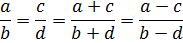 a/b = c/d = (a + c)/(b + d) = (a − c)/(b − d)